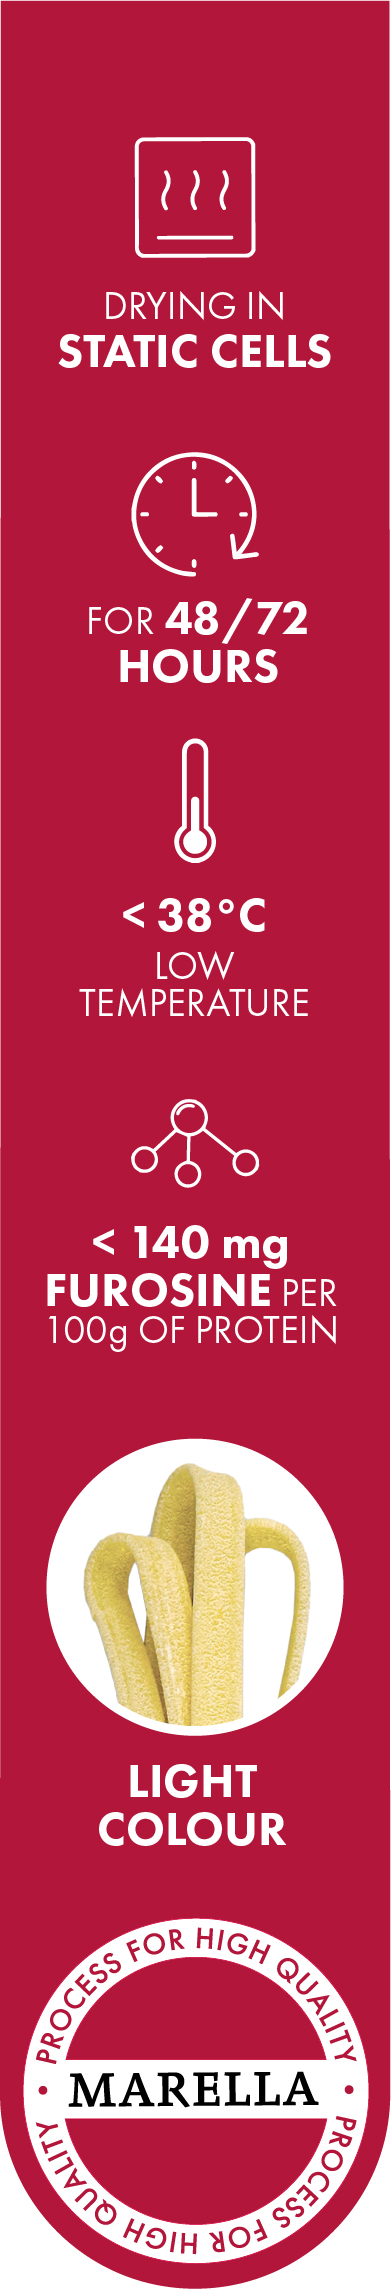 DRYING IN
STATIC CELLS
FOR 48/72
HOURS
< 38°C
LOW
TEMPERATURE
< 140 mg
FUROSINE PER
100g OF PROTEIN
LIGHT
COLOUR
PROCESS FOR HIGH QUALITY
MARELLA
PROCESS FOR HIGH QUALITY